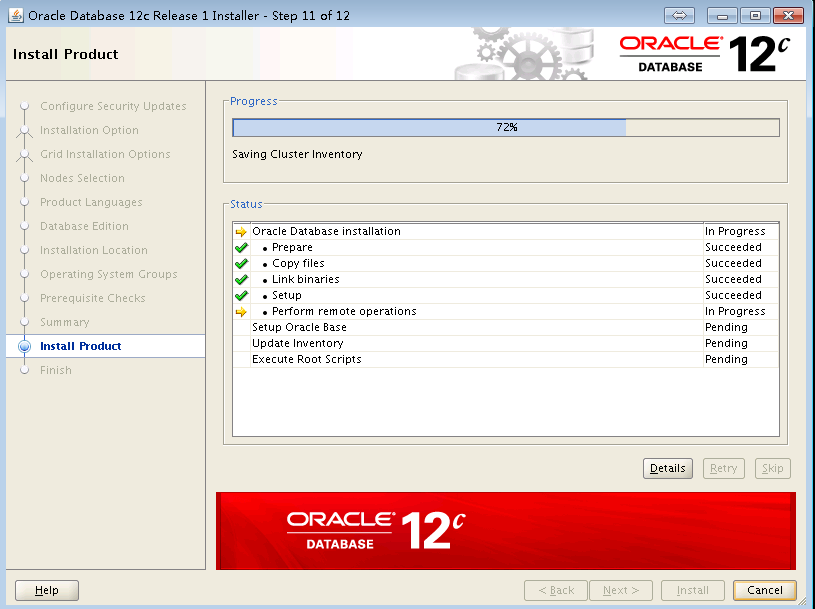 Oracle Database 12c Release 1 Installer - Step 11 of 12
Install Product
ORACLE
DATABASE
12c
Configure Security Updates
Installation Option
Grid Installation Options
Nodes Selection
Product Languages
Database Edition
Installation Location
Operating System Groups
Prerequisite Checks
Summary
Install Product
Finish
Progress
72%
Saving Cluster Inventory
Status
Oracle Database installation In Progress
• Prepare Succeeded
• Copy files Succeeded
• Link binaries Succeeded
• Setup Succeeded
• Perform remote operations In Progress
Setup Oracle Base Pending
Update Inventory Pending
Execute Root Scripts Pending
Details Retry Skip
ORACLE
DATABASE
12c
Help < Back Next > Install Cancel